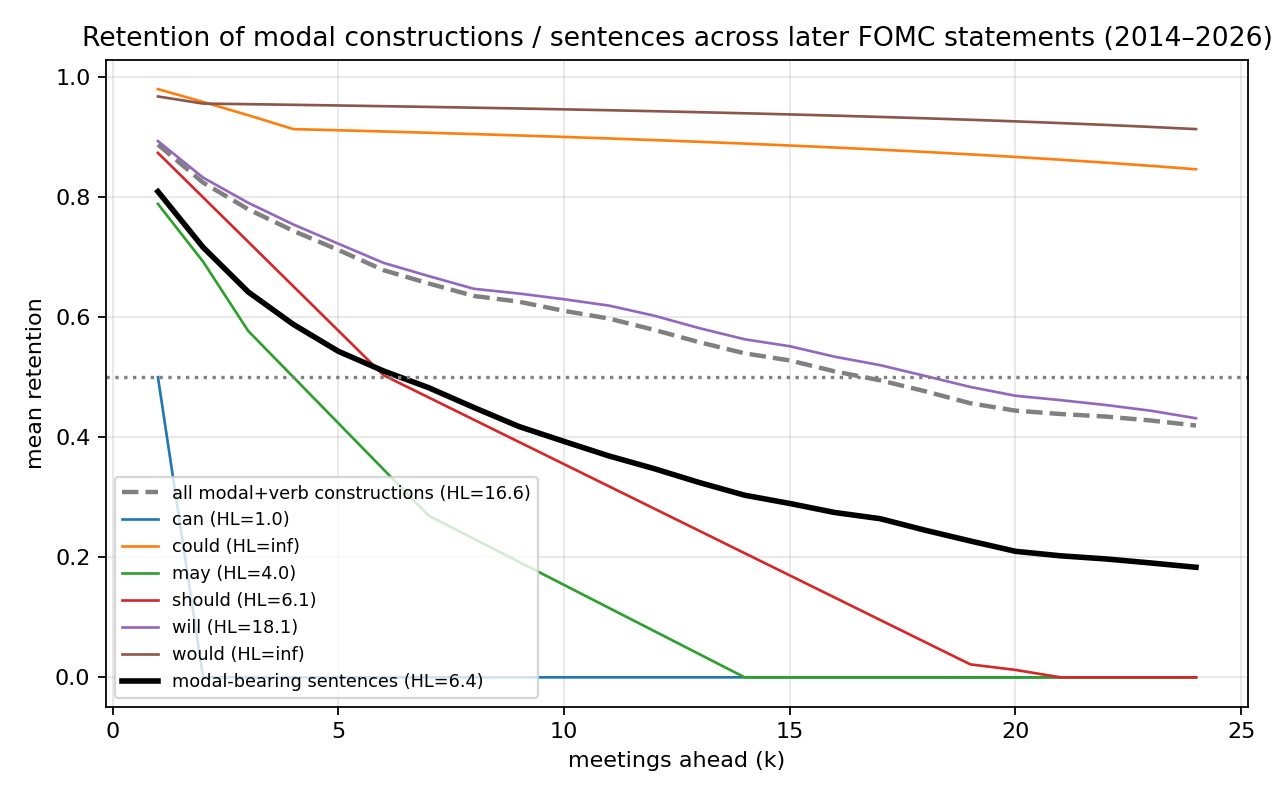 Retention of modal constructions / sentences across later FOMC statements (2014–2026)
mean retention
1.0
0.8
0.6
0.4
0.2
0.0
all modal+verb constructions (HL=16.6)
can (HL=1.0)
could (HL=inf)
may (HL=4.0)
should (HL=6.1)
will (HL=18.1)
would (HL=inf)
modal-bearing sentences (HL=6.4)
0 5 10 15 20 25
meetings ahead (k)